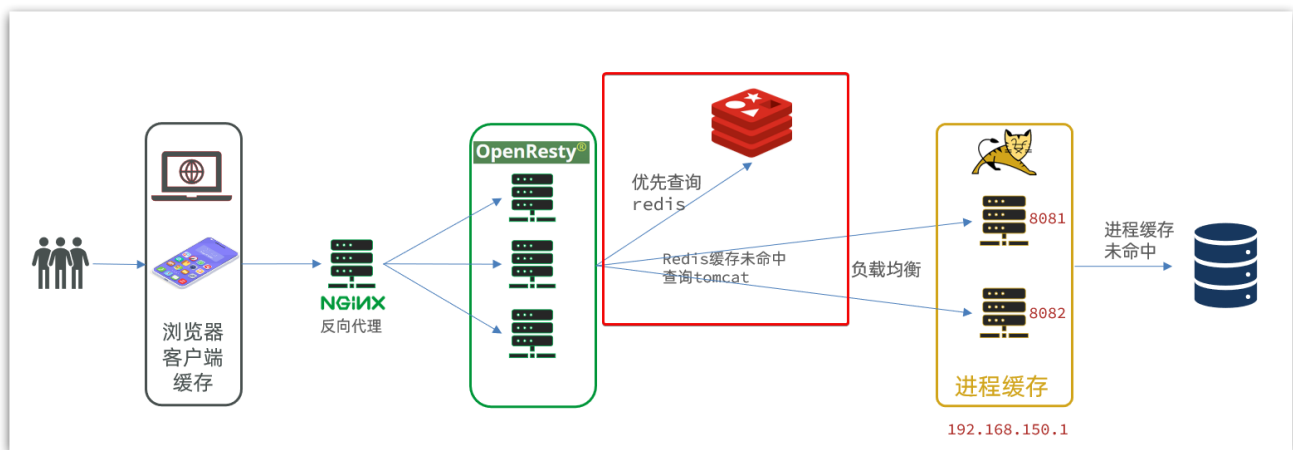 浏览器
客户端
缓存
NGINX
反向代理
OpenResty®
优先查询
redis
Redis缓存未命中
查询tomcat
负载均衡
8081
8082
进程缓存
192.168.150.1
进程缓存
未命中